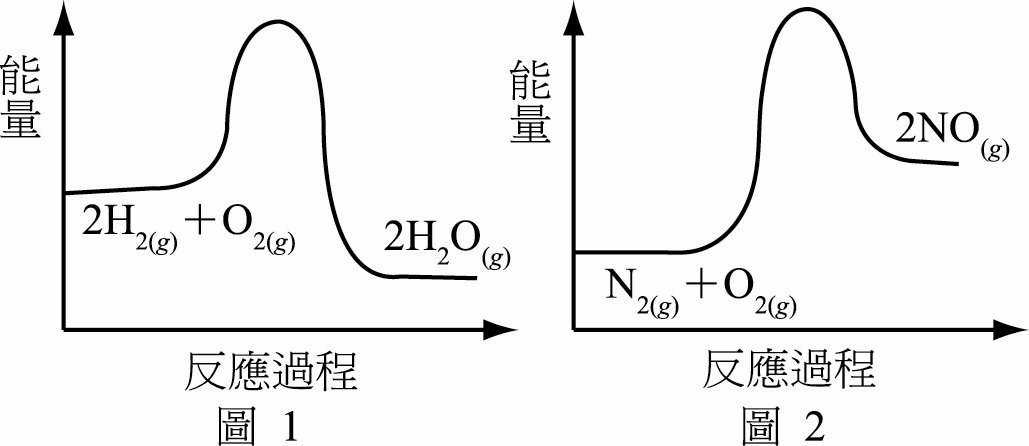 能量
2H2(g)+O2(g)
2H2O(g)
反應過程
圖 1
能量
2NO(g)
N2(g)+O2(g)
反應過程
圖 2